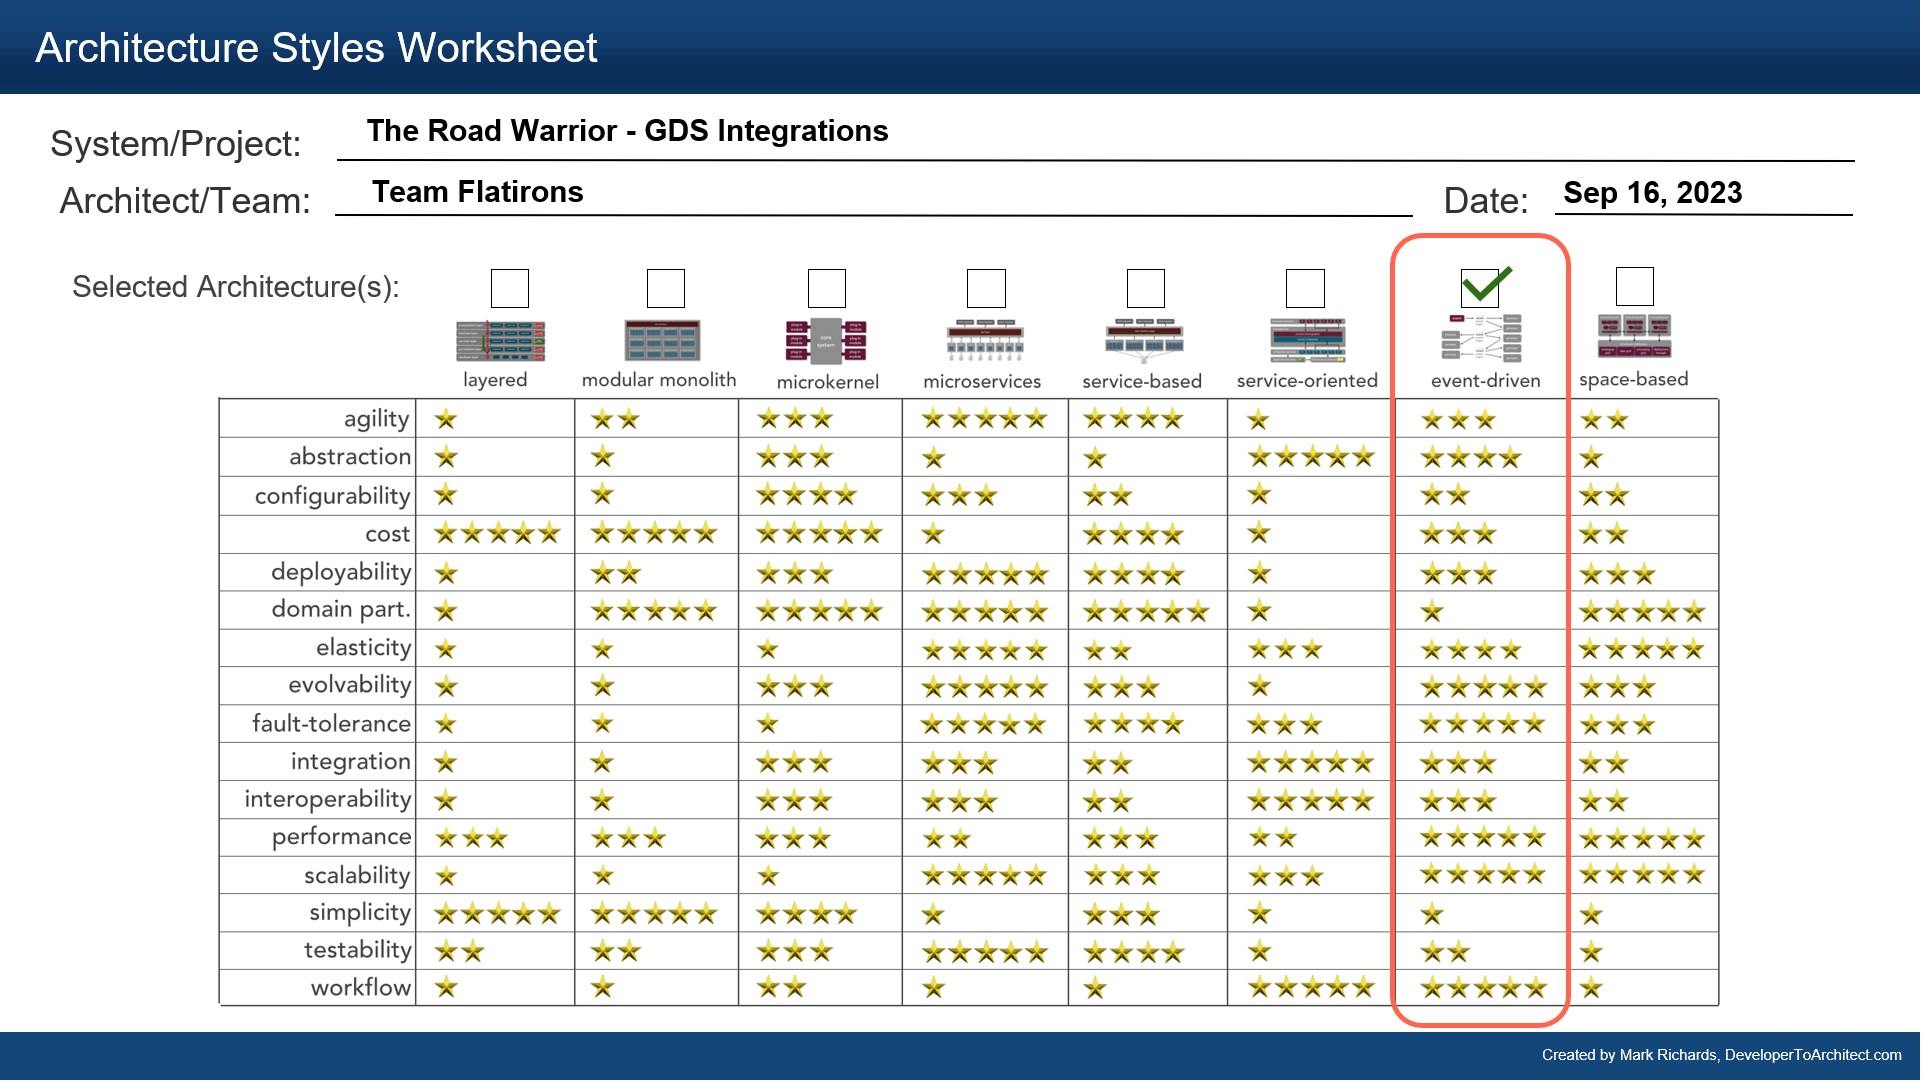 Architecture Styles Worksheet
System/Project: The Road Warrior - GDS Integrations
Architect/Team: Team Flatirons Date: Sep 16, 2023
Selected Architecture(s):
core
system
layered modular monolith microkernel microservices service-based service-oriented event-driven space-based
agility
abstraction
configurability
cost
deployability
domain part.
elasticity
evolvability
fault-tolerance
integration
interoperability
performance
scalability
simplicity
testability
workflow
Created by Mark Richards, DeveloperToArchitect.com